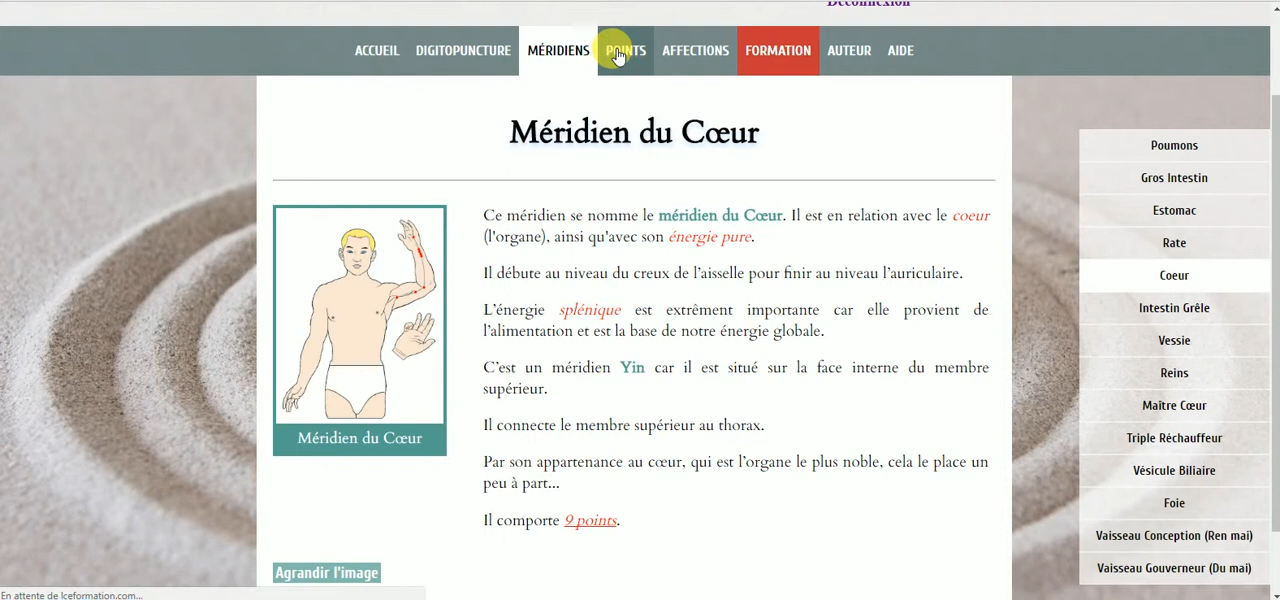 Déconnexion
ACCUEIL DIGITOPUNCTURE MÉRIDIENS POINTS AFFECTIONS FORMATION AUTEUR AIDE
Méridien du Cœur
Ce méridien se nomme le méridien du Cœur. Il est en relation avec le coeur
(l'organe), ainsi qu'avec son énergie pure.
Il débute au niveau du creux de l'aisselle pour finir au niveau l'auriculaire.
L'énergie splénique est extrêment importante car elle provient de
l'alimentation et est la base de notre énergie globale.
C'est un méridien Yin car il est situé sur la face interne du membre
supérieur.
Il connecte le membre supérieur au thorax.
Par son appartenance au cœur, qui est l'organe le plus noble, cela le place un
peu à part...
Il comporte 9 points.
Méridien du Cœur
Agrandir l'image
Poumons
Gros Intestin
Estomac
Rate
Coeur
Intestin Grêle
Vessie
Reins
Maître Cœur
Triple Réchauffeur
Vésicule Biliaire
Foie
Vaisseau Conception (Ren mai)
Vaisseau Gouverneur (Du mai)
En attente de lceformation.com...